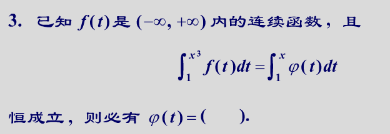 3. 已知 f(t)是 (−∞, +∞) 内的连续函数，且
∫₁^{x³} f(t)dt = ∫₁^{x} φ(t)dt
恒成立，则必有 φ(t) = (      ).